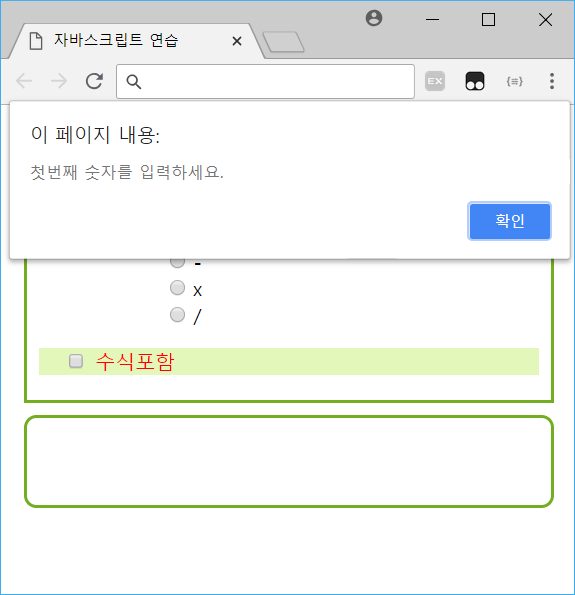 자바스크립트 연습
EX
{≡}
이 페이지 내용:
첫번째 숫자를 입력하세요.
확인
-
x
/
수식포함